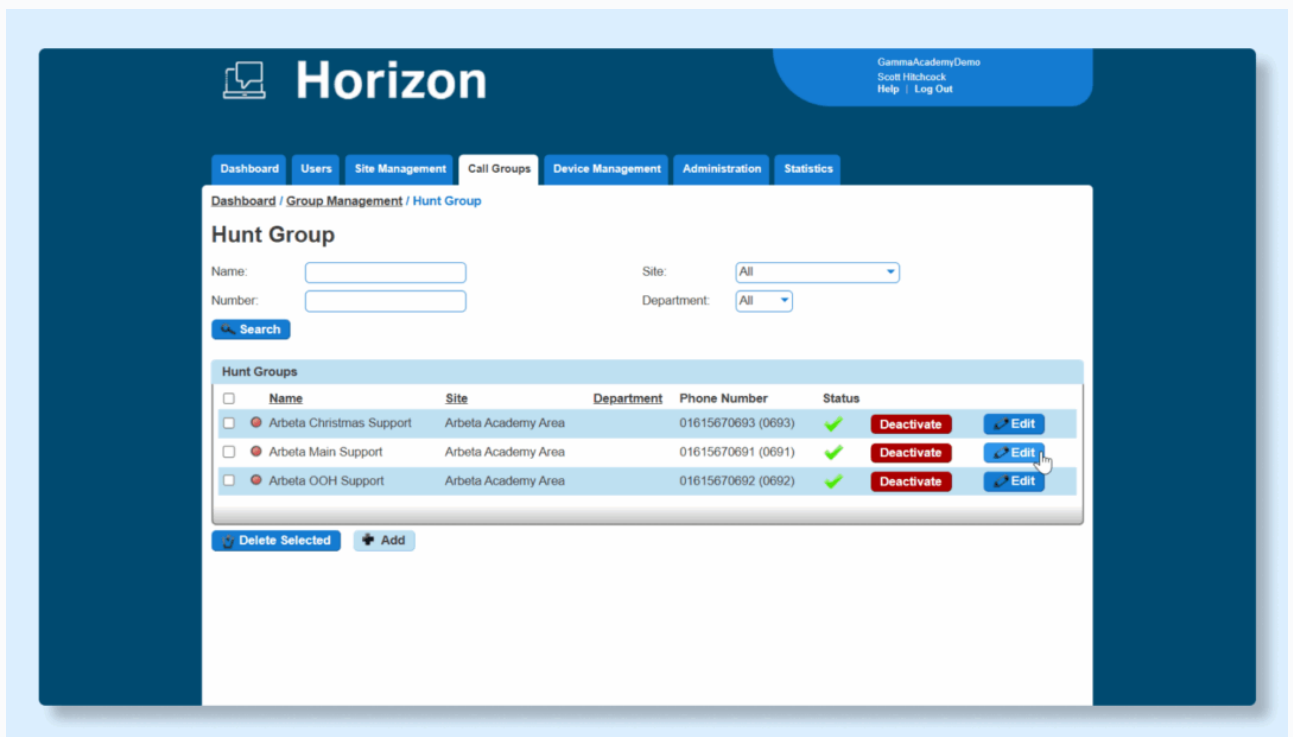 Horizon
GammaAcademyDemo
Scott Hitchcock
Help | Log Out
Dashboard Users Site Management Call Groups Device Management Administration Statistics
Dashboard / Group Management / Hunt Group
Hunt Group
Name: Site: All
Number: Department: All
Search
Hunt Groups
Name Site Department Phone Number Status
Arbeta Christmas Support Arbeta Academy Area 01615670693 (0693) Deactivate Edit
Arbeta Main Support Arbeta Academy Area 01615670691 (0691) Deactivate Edit
Arbeta OOH Support Arbeta Academy Area 01615670692 (0692) Deactivate Edit
Delete Selected Add